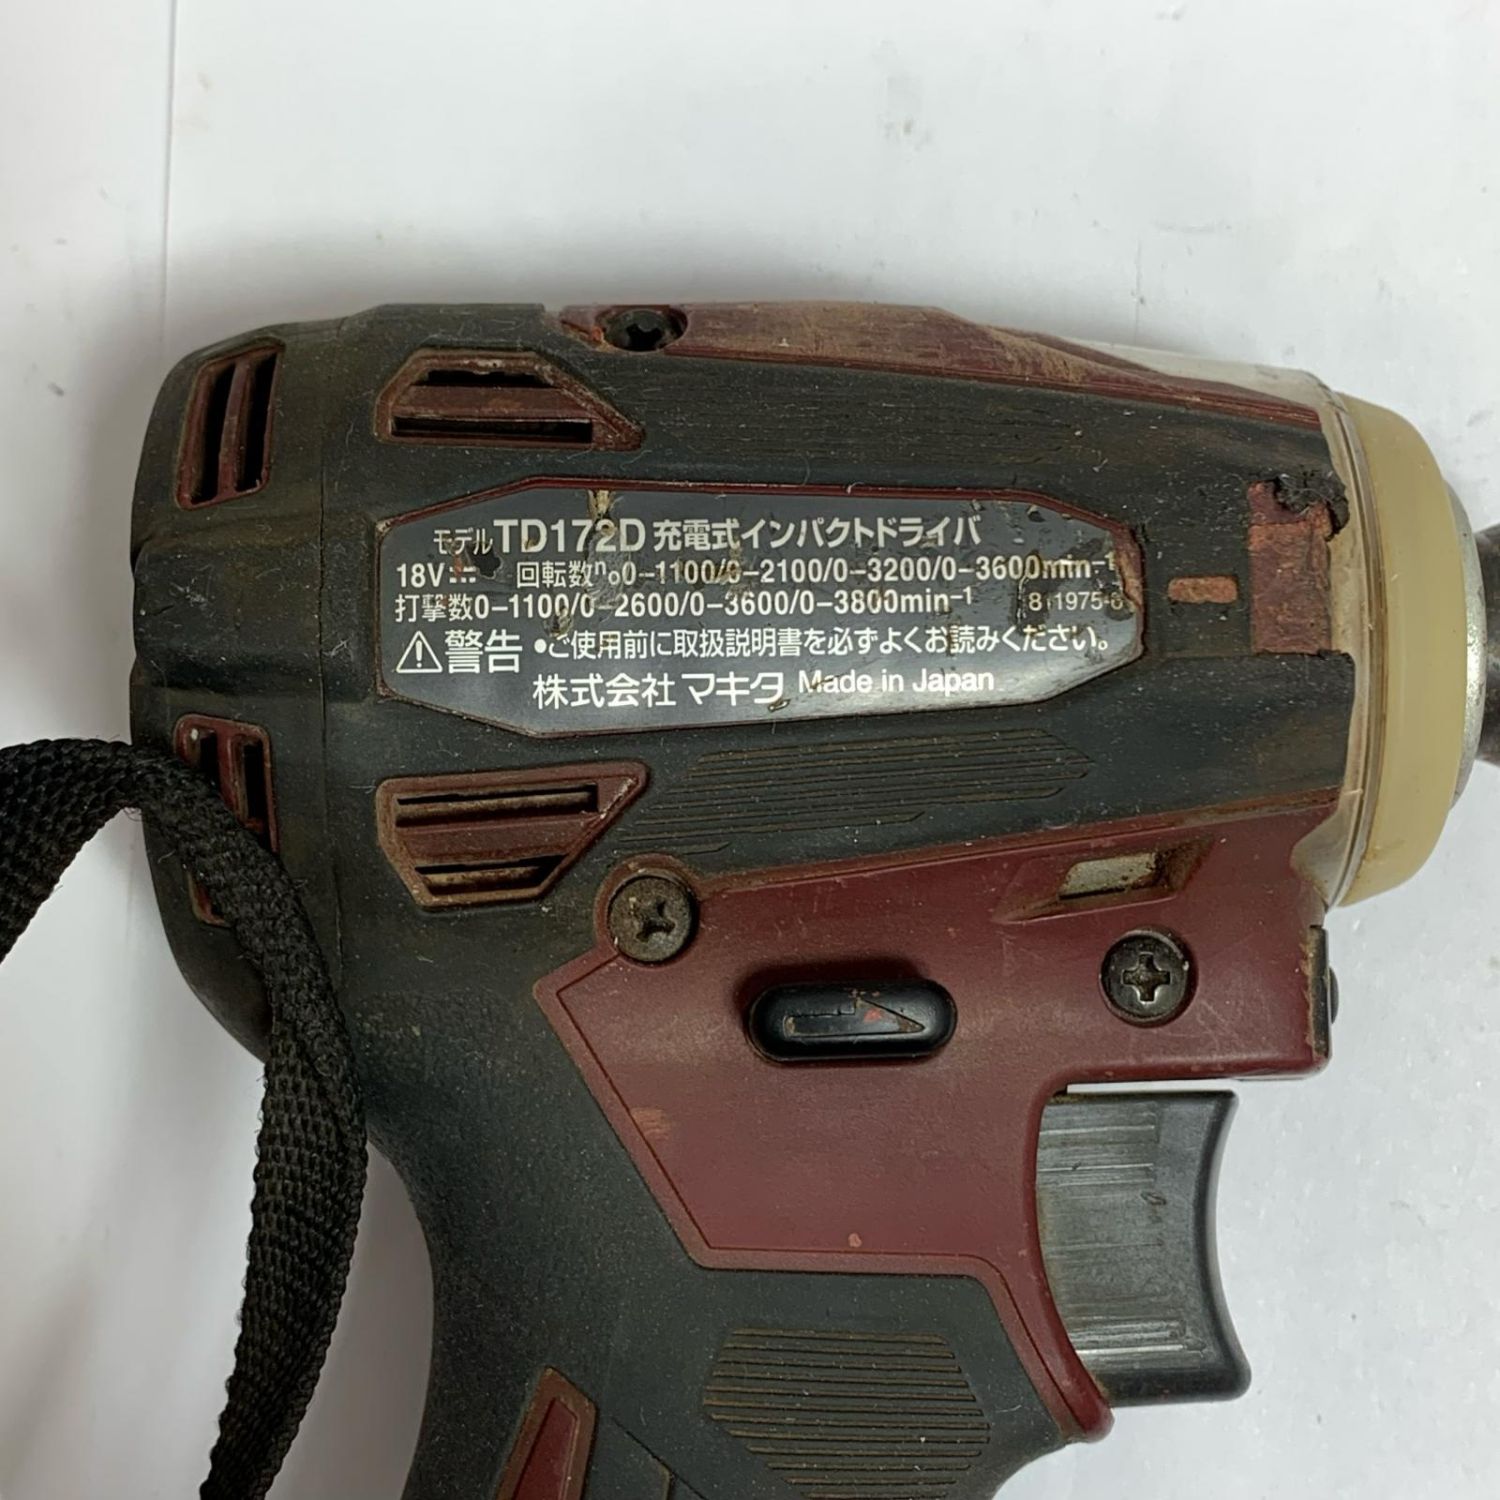 モデルTD172D 充電式インパクトドライバ
18V⎓ 回転数n₀0-1100/0-2100/0-3200/0-3600min⁻¹
打撃数0-1100/0-2600/0-3600/0-3800min⁻¹
⚠警告 •ご使用前に取扱説明書を必ずよくお読みください。
株式会社マキタ Made in Japan